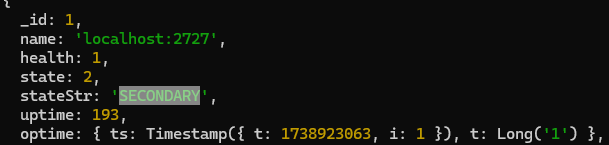 {
_id: 1,
name: 'localhost:2727',
health: 1,
state: 2,
stateStr: 'SECONDARY',
uptime: 193,
optime: { ts: Timestamp({ t: 1738923063, i: 1 }), t: Long('1') },